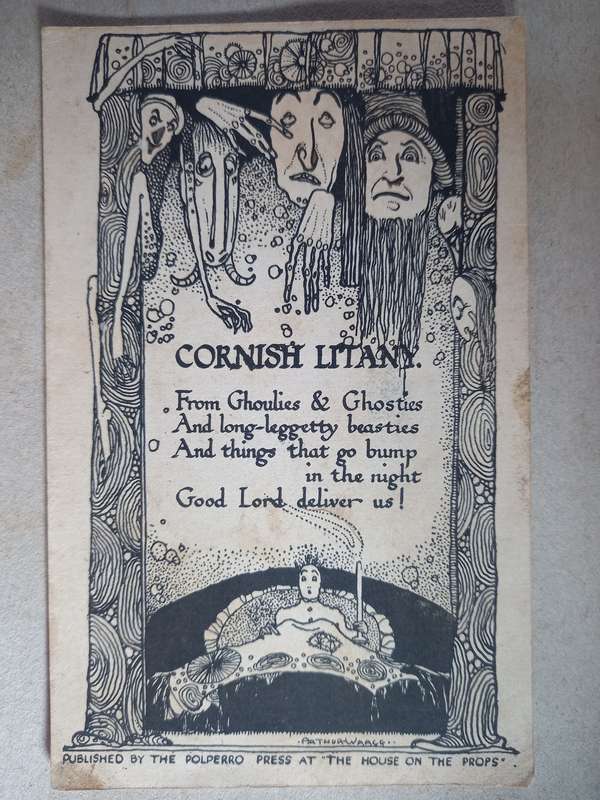 CORNISH LITANY.
From Ghoulies & Ghosties
And long-leggetty beasties
And things that go bump
in the night
Good Lord deliver us!
·ARTHUR WRAGG··
PUBLISHED BY THE POLPERRO PRESS AT "THE HOUSE ON THE PROPS".